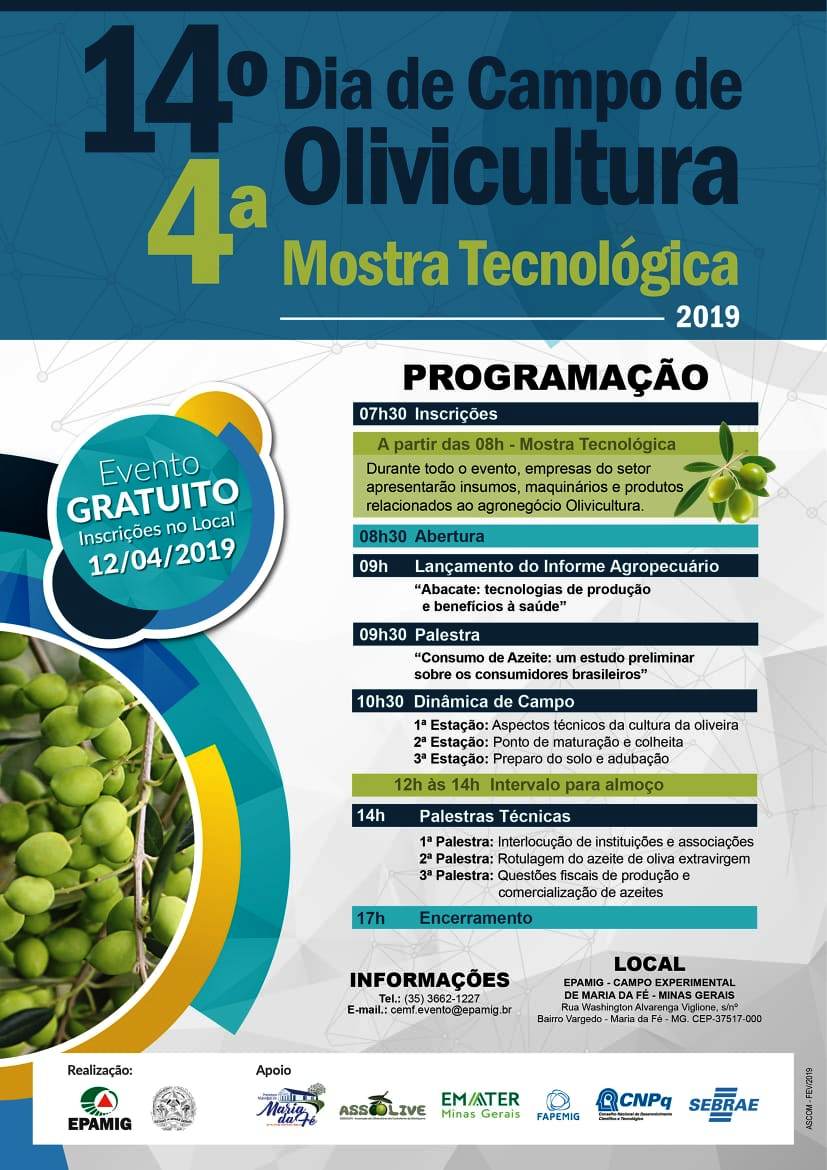 14º Dia de Campo de
Olivicultura
4ª Mostra Tecnológica
2019
Evento
GRATUITO
Inscrições no Local
12/04/2019
PROGRAMAÇÃO
07h30 Inscrições
A partir das 08h - Mostra Tecnológica
Durante todo o evento, empresas do setor
apresentarão insumos, maquinários e produtos
relacionados ao agronegócio Olivicultura.
08h30 Abertura
09h Lançamento do Informe Agropecuário
“Abacate: tecnologias de produção
e benefícios à saúde”
09h30 Palestra
“Consumo de Azeite: um estudo preliminar
sobre os consumidores brasileiros”
10h30 Dinâmica de Campo
1ª Estação: Aspectos técnicos da cultura da oliveira
2ª Estação: Ponto de maturação e colheita
3ª Estação: Preparo do solo e adubação
12h às 14h Intervalo para almoço
14h Palestras Técnicas
1ª Palestra: Interlocução de instituições e associações
2ª Palestra: Rotulagem do azeite de oliva extravirgem
3ª Palestra: Questões fiscais de produção e
comercialização de azeites
17h Encerramento
INFORMAÇÕES
Tel.: (35) 3662-1227
E-mail.: cemf.evento@epamig.br
LOCAL
EPAMIG - CAMPO EXPERIMENTAL
DE MARIA DA FÉ - MINAS GERAIS
Rua Washington Alvarenga Viglione, s/nº
Bairro Vargedo - Maria da Fé - MG. CEP-37517-000
Realização:
EPAMIG
Apoio
Maria
da Fé
ASSOOLIVE
EMATER
Minas Gerais
FAPEMIG
CNPq
Conselho Nacional de Desenvolvimento
Científico e Tecnológico
SEBRAE
ASCOM - FEV/2019